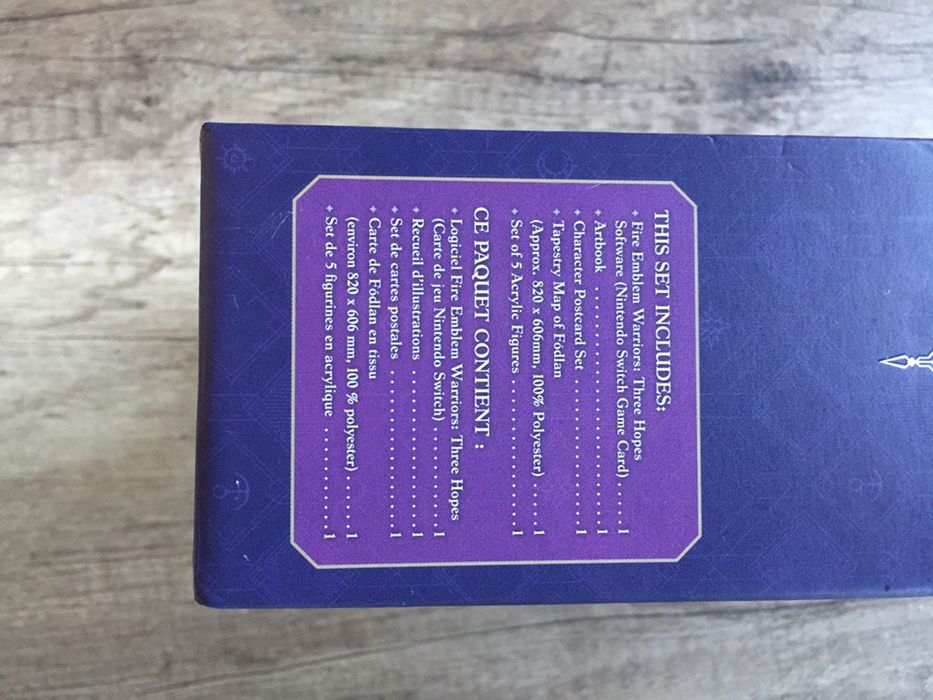 THIS SET INCLUDES:
✦ Fire Emblem Warriors: Three Hopes
Software (Nintendo Switch Game Card) . . . . 1
✦ Artbook . . . . . . . . . . . . . . . . . . . . . . . . . 1
✦ Character Postcard Set . . . . . . . . . . . . . . . . 1
✦ Tapestry Map of Fódlan
(Approx. 820 x 606mm, 100% Polyester) . . . . 1
✦ Set of 5 Acrylic Figures . . . . . . . . . . . . . . . . 1
CE PAQUET CONTIENT :
✦ Logiciel Fire Emblem Warriors: Three Hopes
(Carte de jeu Nintendo Switch) . . . . . . . . . . 1
✦ Recueil d'illustrations . . . . . . . . . . . . . . . . . 1
✦ Set de cartes postales . . . . . . . . . . . . . . . . . 1
✦ Carte de Fódlan en tissu
(environ 820 x 606 mm, 100 % polyester) . . . . 1
✦ Set de 5 figurines en acrylique . . . . . . . . . . . 1